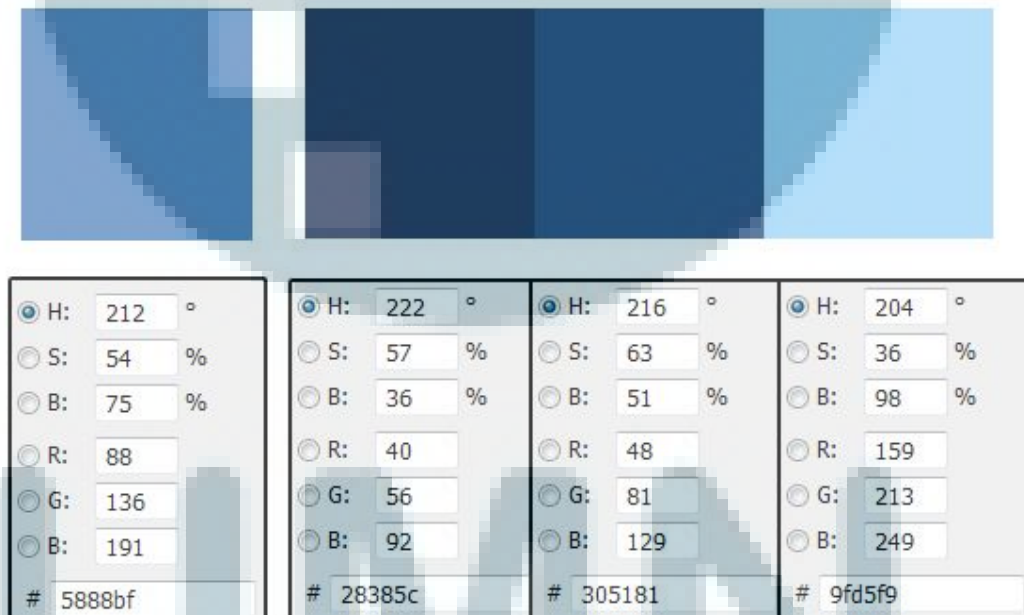 H: 212 °
S: 54 %
B: 75 %
R: 88
G: 136
B: 191
# 5888bf
H: 222 °
S: 57 %
B: 36 %
R: 40
G: 56
B: 92
# 28385c
H: 216 °
S: 63 %
B: 51 %
R: 48
G: 81
B: 129
# 305181
H: 204 °
S: 36 %
B: 98 %
R: 159
G: 213
B: 249
# 9fd5f9